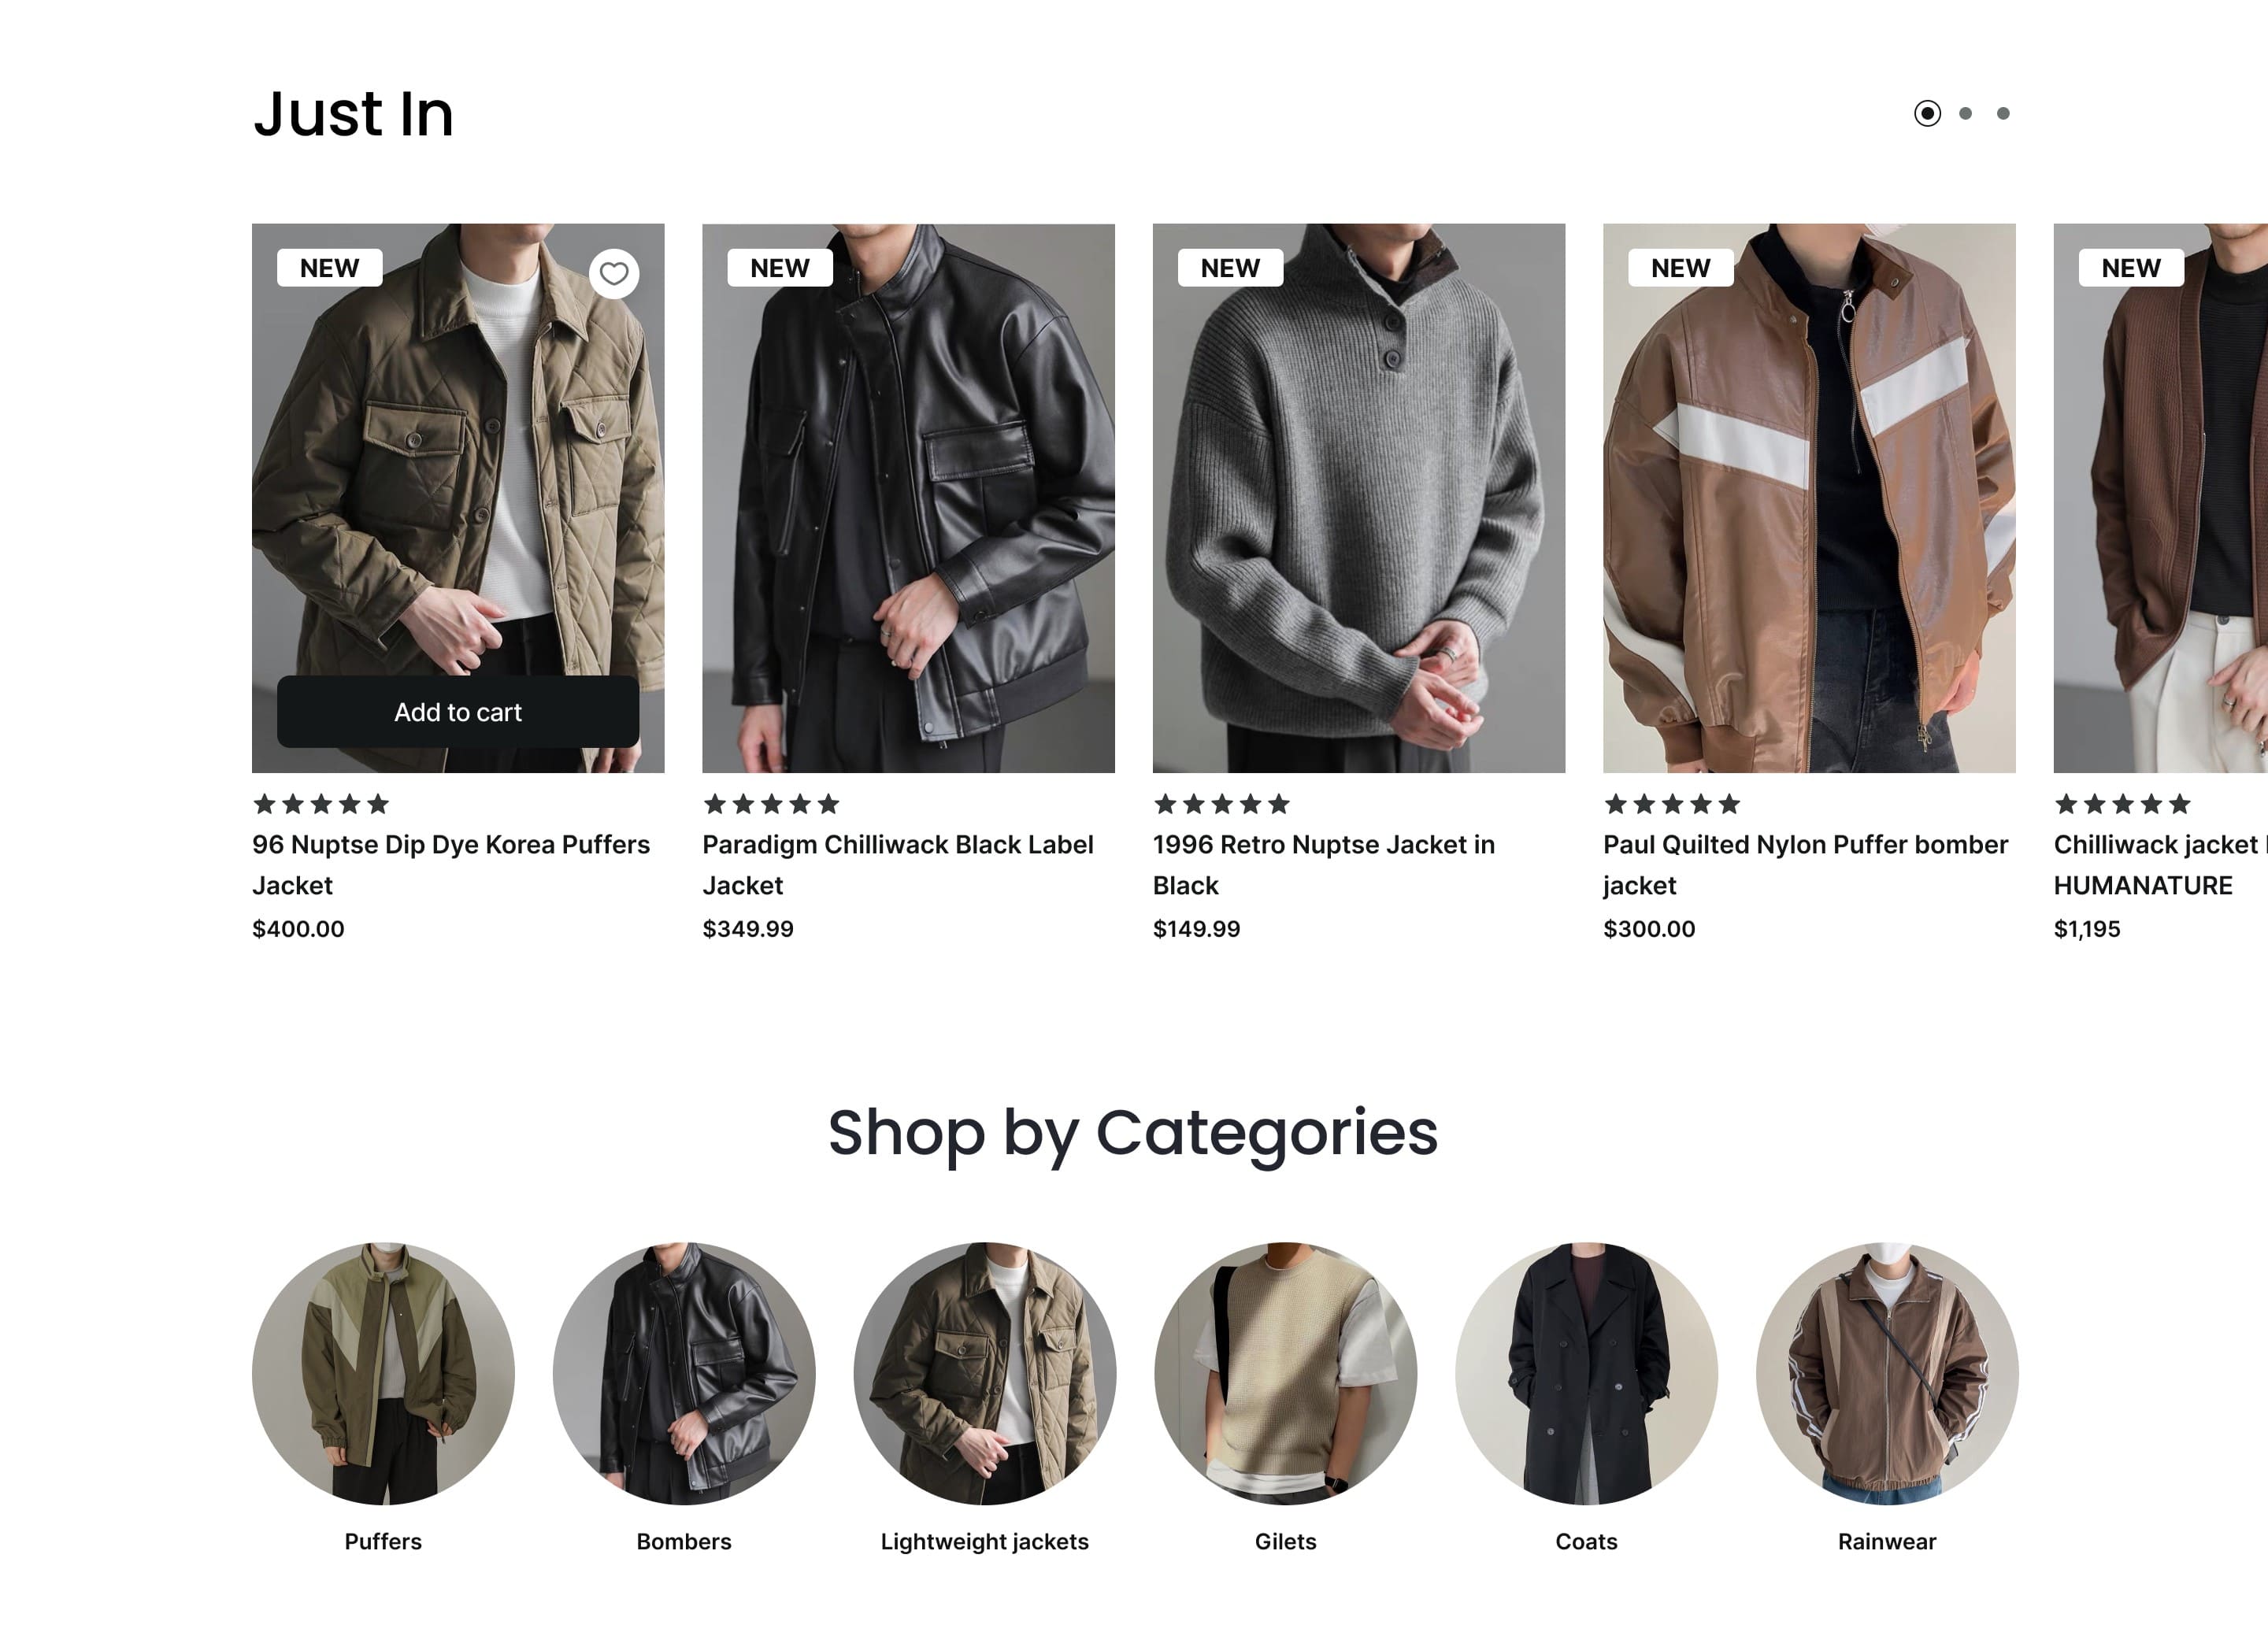 Just In
NEW
NEW
NEW
NEW
NEW
Add to cart
96 Nuptse Dip Dye Korea Puffers
Jacket
$400.00
Paradigm Chilliwack Black Label
Jacket
$349.99
1996 Retro Nuptse Jacket in
Black
$149.99
Paul Quilted Nylon Puffer bomber
jacket
$300.00
Chilliwack jacket
HUMANATURE
$1,195
Shop by Categories
Puffers
Bombers
Lightweight jackets
Gilets
Coats
Rainwear